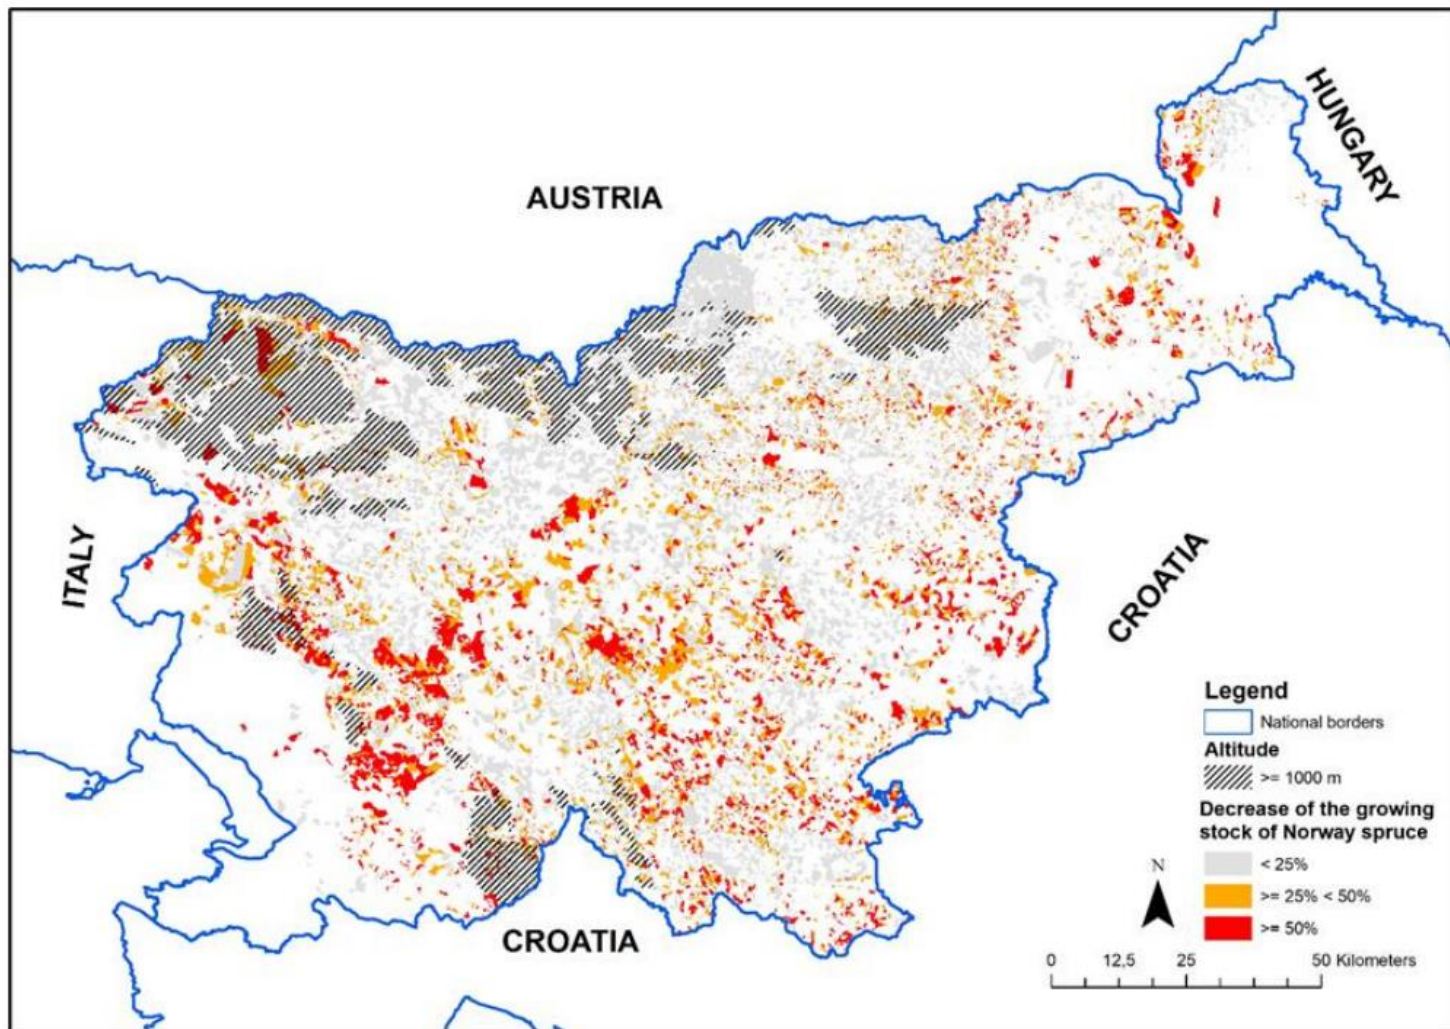 HUNGARY
AUSTRIA
ITALY
CROATIA
CROATIA
Legend
National borders
Altitude
>= 1000 m
Decrease of the growing
stock of Norway spruce
< 25%
>= 25% < 50%
>= 50%
N
0 12,5 25 50 Kilometers